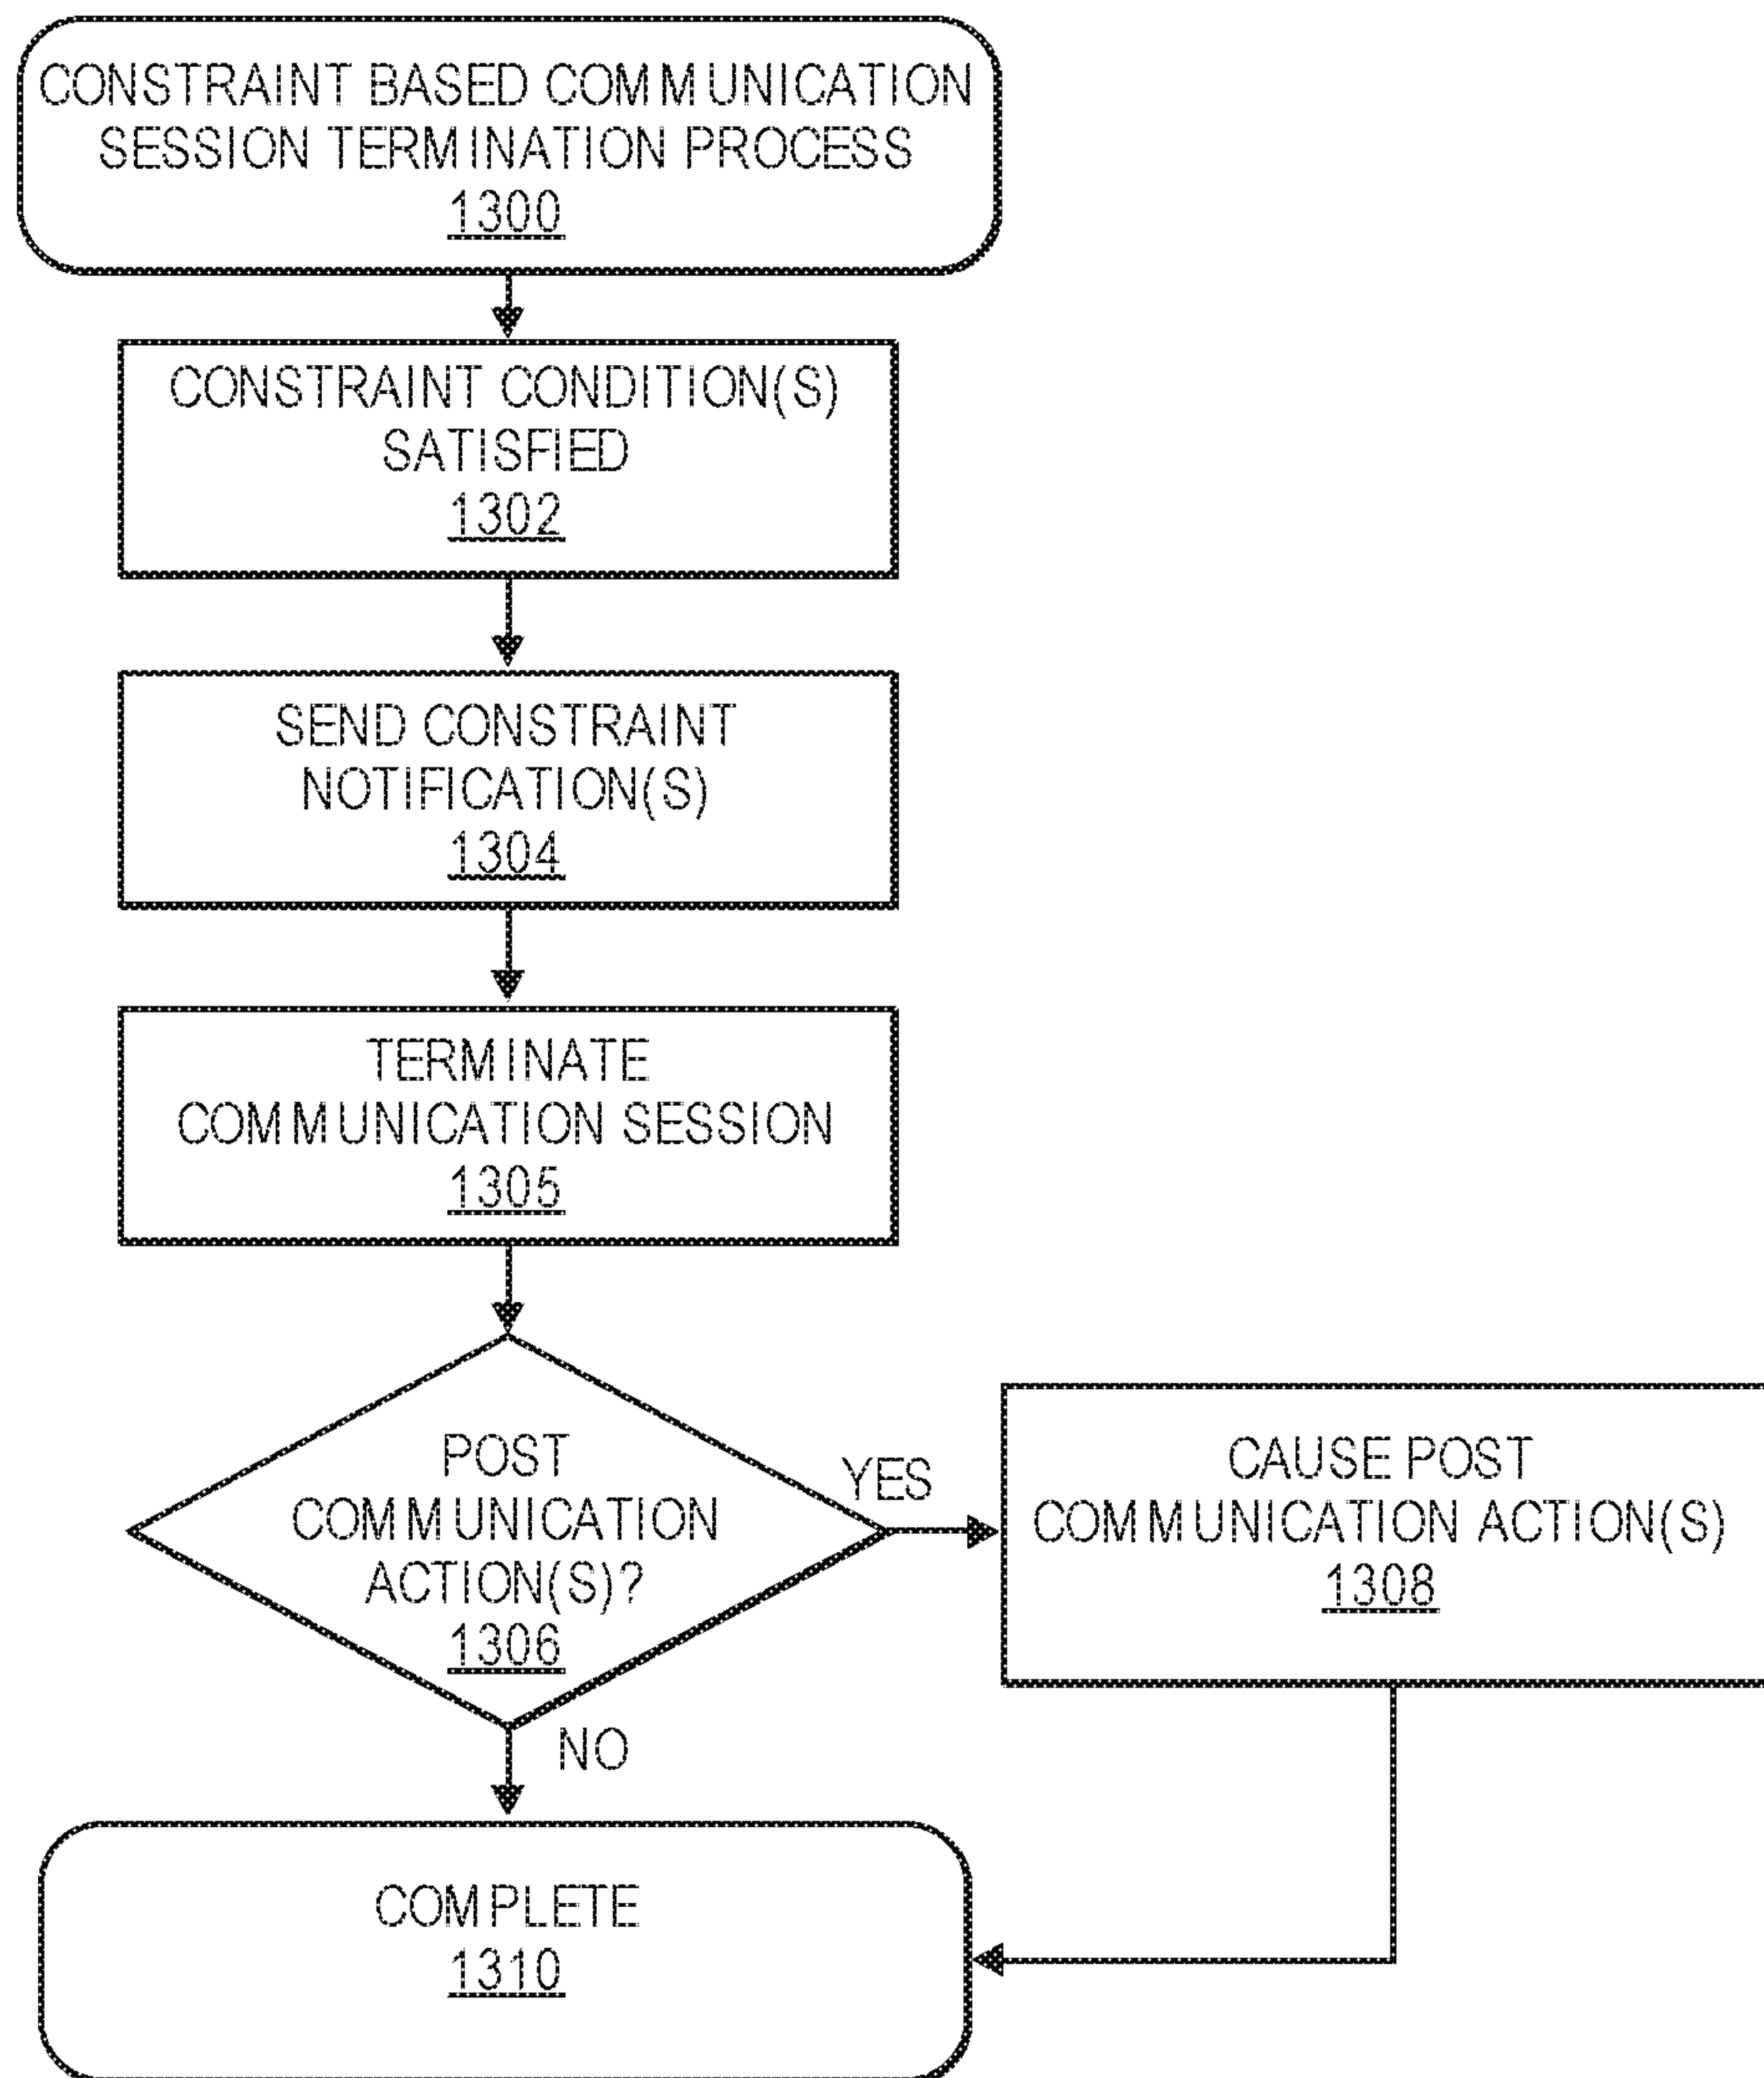 CONSTRAINT BASED COMMUNICATION
SESSION TERMINATION PROCESS
1300
CONSTRAINT CONDITION(S)
SATISFIED
1302
SEND CONSTRAINT
NOTIFICATION(S)
1304
TERMINATE
COMMUNICATION SESSION
1305
POST
COMMUNICATION
ACTION(S)?
1306
YES
CAUSE POST
COMMUNICATION ACTION(S)
1308
NO
COMPLETE
1310